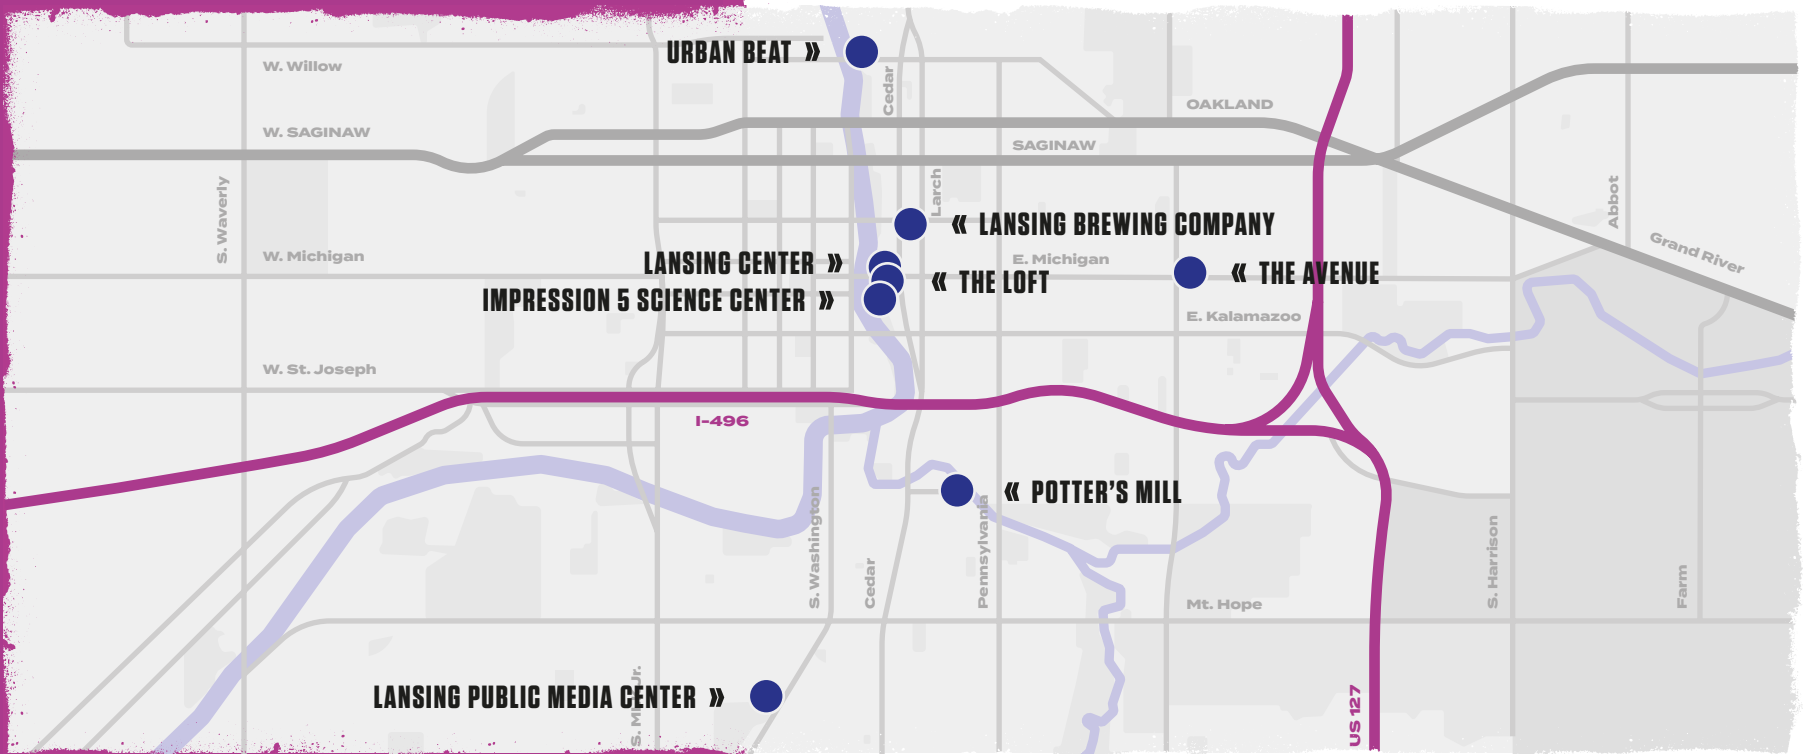 URBAN BEAT »
W. Willow
Cedar
OAKLAND
W. SAGINAW
SAGINAW
S. Waverly
Larch
Abbot
« LANSING BREWING COMPANY
Grand River
W. Michigan
LANSING CENTER »
E. Michigan
« THE AVENUE
« THE LOFT
IMPRESSION 5 SCIENCE CENTER »
E. Kalamazoo
W. St. Joseph
I-496
« POTTER'S MILL
S. Washington
Cedar
Pennsylvania
S. Harrison
Farm
Mt. Hope
LANSING PUBLIC MEDIA CENTER »
US 127